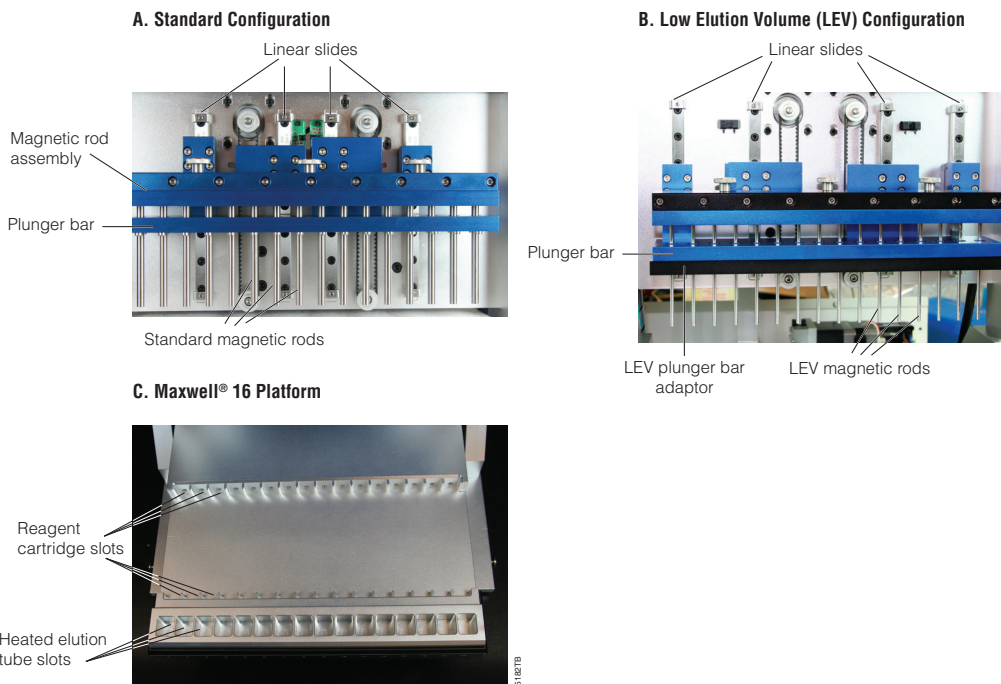 A. Standard Configuration
Linear slides
Magnetic rod
assembly
Plunger bar
Standard magnetic rods
B. Low Elution Volume (LEV) Configuration
Linear slides
Plunger bar
LEV plunger bar
adaptor
LEV magnetic rods
C. Maxwell® 16 Platform
Reagent
cartridge slots
Heated elution
tube slots